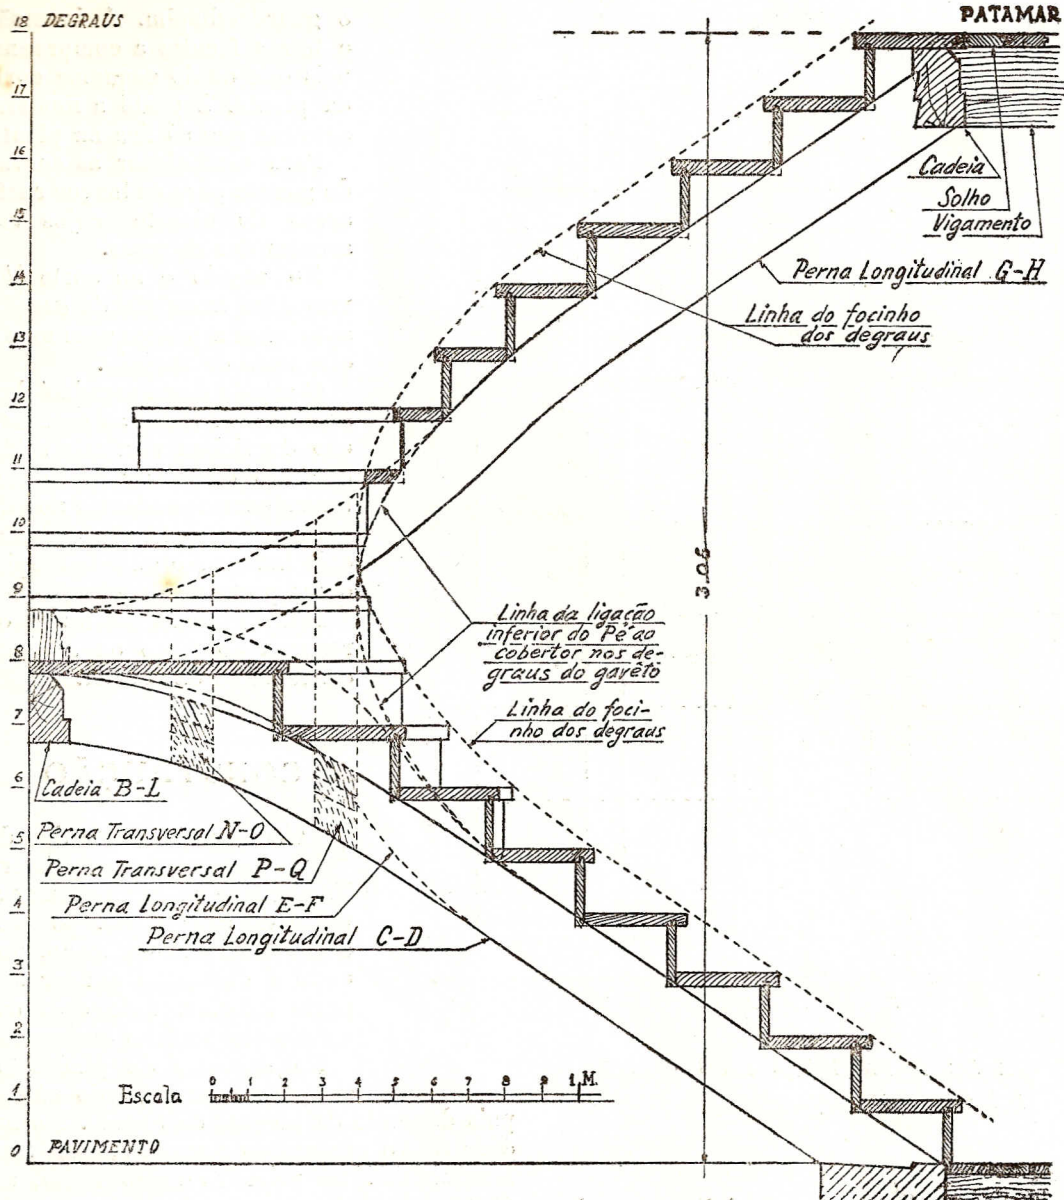 18 DEGRAUS
PATAMAR
17
16
Cadeia
Solho
15
Vigamento
Perna Longitudinal G-H
14
Linha do focinho
dos degraus
13
12
11
10
3.06
9
Linha da ligação
inferior do Pé ao
cobertor nos de-
graus do gavêto
8
Linha do foci-
nho dos degraus
7
6
Cadeia B-L
Perna Transversal N-O
5
Perna Transversal P-Q
Perna Longitudinal E-F
4
Perna Longitudinal C-D
3
2
Escala 0 1 2 3 4 5 6 7 8 9 1 M.
1
0 PAVIMENTO